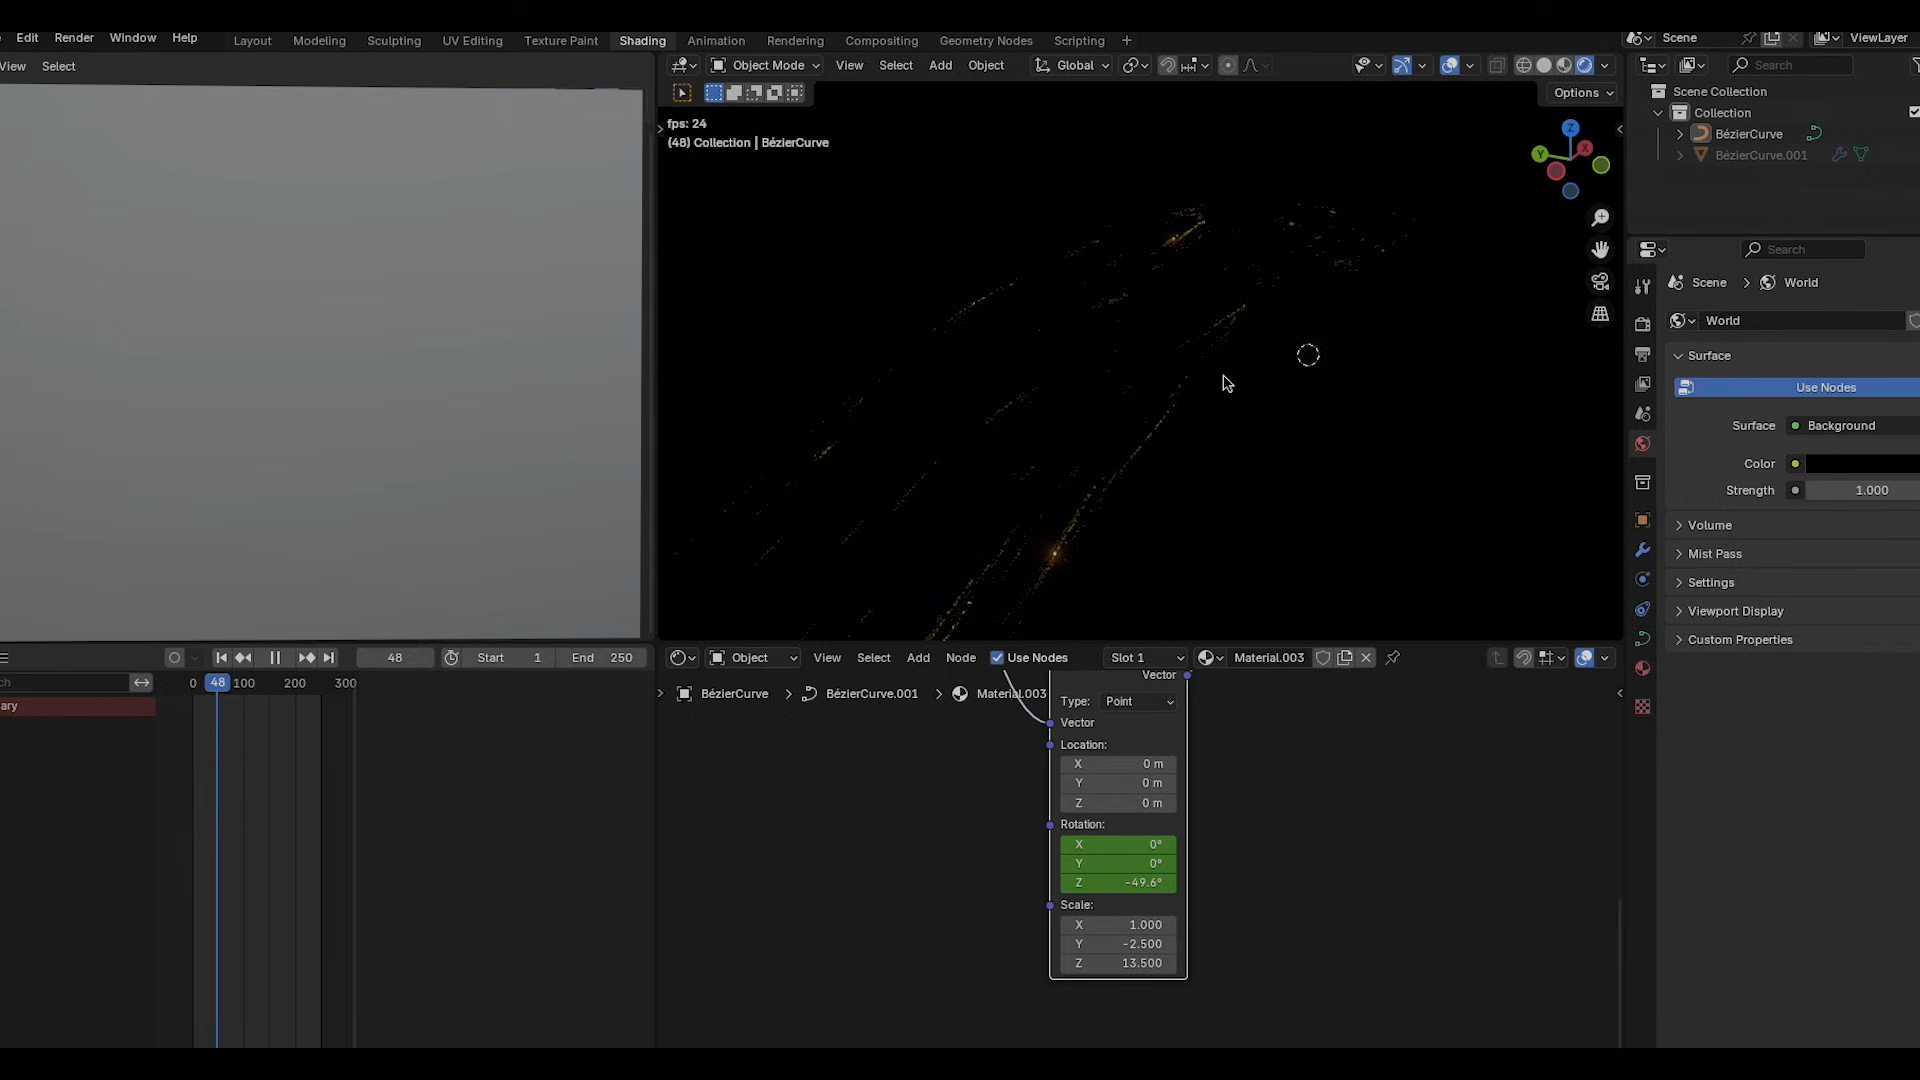 Edit Render Window Help Layout Modeling Sculpting UV Editing Texture Paint Shading Animation Rendering Compositing Geometry Nodes Scripting + Scene ViewLayer
View Select
Object Mode View Select Add Object Global
Search
Options
Scene Collection
Collection
BézierCurve
BézierCurve.001
fps: 24
(48) Collection | BézierCurve
Z
Y
X
Search
Scene > World
World
Surface
Use Nodes
Surface Background
Color
Strength 1.000
Volume
Mist Pass
Settings
Viewport Display
Custom Properties
48 Start 1 End 250
0 48 100 200 300
ch
ary
Object View Select Add Node Use Nodes Slot 1 Material.003
BézierCurve > BézierCurve.001 > Material.003
Vector
Type: Point
Vector
Location:
X 0 m
Y 0 m
Z 0 m
Rotation:
X 0°
Y 0°
Z -49.6°
Scale:
X 1.000
Y -2.500
Z 13.500